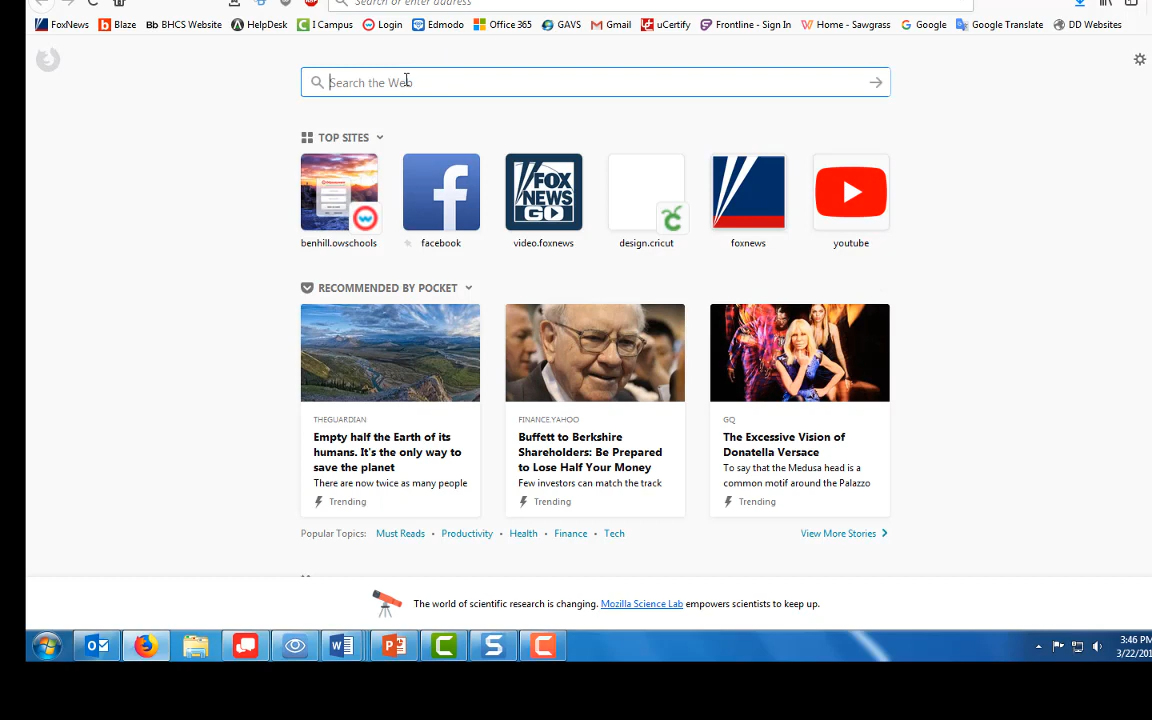 Search or enter address
FoxNews Blaze Bb BHCS Website HelpDesk I Campus Login Edmodo Office 365 GAVS Gmail uCertify Frontline - Sign In Home - Sawgrass Google Google Translate DD Websites
Search the Web
TOP SITES
FOX
NEWS
GO
benhill.owschools facebook video.foxnews design.cricut foxnews youtube
RECOMMENDED BY POCKET
THEGUARDIAN
Empty half the Earth of its
humans. It's the only way to
save the planet
There are now twice as many people
Trending
FINANCE.YAHOO
Buffett to Berkshire
Shareholders: Be Prepared
to Lose Half Your Money
Few investors can match the track
Trending
GQ
The Excessive Vision of
Donatella Versace
To say that the Medusa head is a
common motif around the Palazzo
Trending
Popular Topics: Must Reads • Productivity • Health • Finance • Tech
View More Stories
The world of scientific research is changing. Mozilla Science Lab empowers scientists to keep up.
3:46 PM
3/22/201